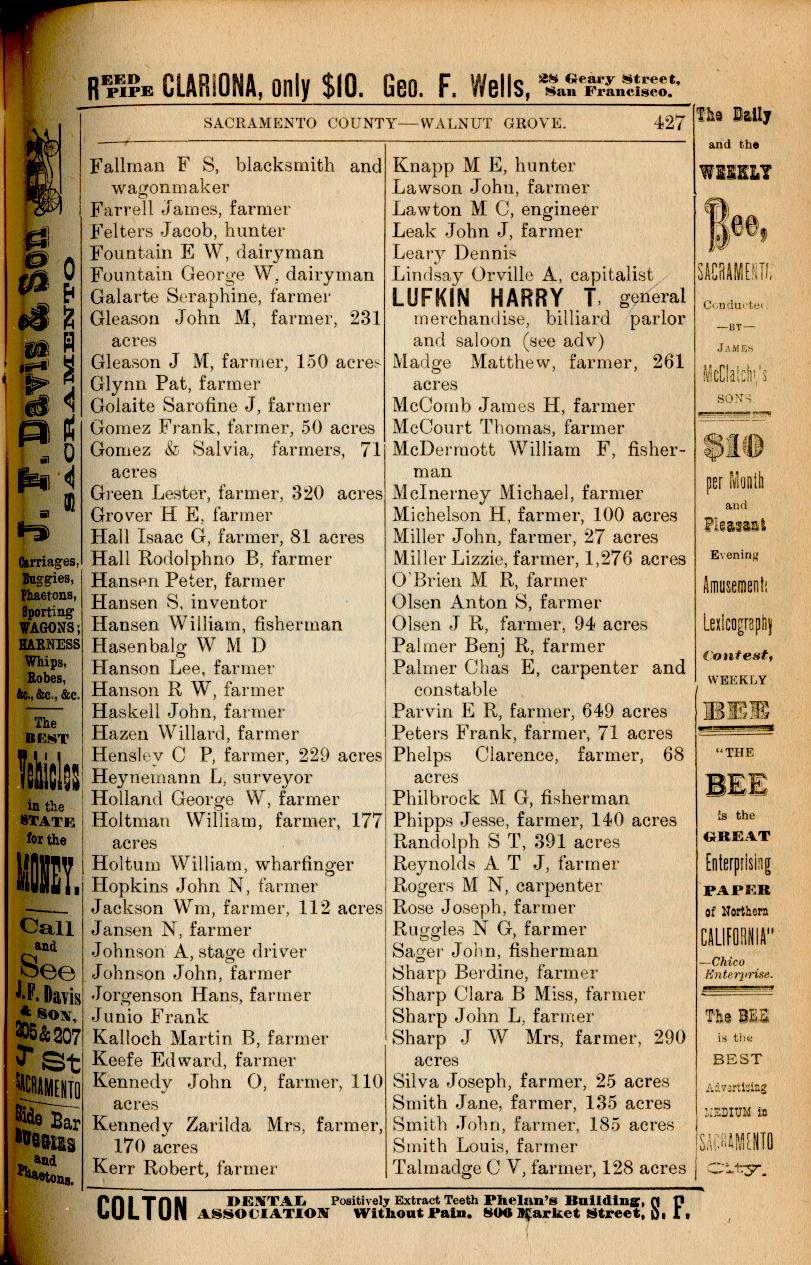 REED PIPE CLARIONA, only $10. Geo. F. Wells, 28 Geary Street, San Francisco.
SACRAMENTO COUNTY—WALNUT GROVE. 427
J. F. Davis & Son
SACRAMENTO
Carriages,
Buggies,
Phaetons,
Sporting
WAGONS;
HARNESS
Whips,
Robes,
&c., &c., &c.
The
BEST
Vehicles
in the
STATE
for the
MONEY.
Call
and
See
J. F. Davis
& SON,
205 & 207
J St
SACRAMENTO
Side Bar
BUGGIES
and
Phaetons.
Fallman F S, blacksmith and
wagonmaker
Farrell James, farmer
Felters Jacob, hunter
Fountain E W, dairyman
Fountain George W, dairyman
Galarte Seraphine, farmer
Gleason John M, farmer, 231
acres
Gleason J M, farmer, 150 acres
Glynn Pat, farmer
Golaite Sarofine J, farmer
Gomez Frank, farmer, 50 acres
Gomez & Salvia, farmers, 71
acres
Green Lester, farmer, 320 acres
Grover H E, farmer
Hall Isaac G, farmer, 81 acres
Hall Rodolphno B, farmer
Hansen Peter, farmer
Hansen S, inventor
Hansen William, fisherman
Hasenbalg W M D
Hanson Lee, farmer
Hanson R W, farmer
Haskell John, farmer
Hazen Willard, farmer
Hensley C P, farmer, 229 acres
Heynemann L, surveyor
Holland George W, farmer
Holtman William, farmer, 177
acres
Holtum William, wharfinger
Hopkins John N, farmer
Jackson Wm, farmer, 112 acres
Jansen N, farmer
Johnson A, stage driver
Johnson John, farmer
Jorgenson Hans, farmer
Junio Frank
Kalloch Martin B, farmer
Keefe Edward, farmer
Kennedy John O, farmer, 110
acres
Kennedy Zarilda Mrs, farmer,
170 acres
Kerr Robert, farmer
Knapp M E, hunter
Lawson John, farmer
Lawton M C, engineer
Leak John J, farmer
Leary Dennis
Lindsay Orville A, capitalist
LUFKIN HARRY T, general
merchandise, billiard parlor
and saloon (see adv)
Madge Matthew, farmer, 261
acres
McComb James H, farmer
McCourt Thomas, farmer
McDermott William F, fisher-
man
McInerney Michael, farmer
Michelson H, farmer, 100 acres
Miller John, farmer, 27 acres
Miller Lizzie, farmer, 1,276 acres
O'Brien M R, farmer
Olsen Anton S, farmer
Olsen J R, farmer, 94 acres
Palmer Benj R, farmer
Palmer Chas E, carpenter and
constable
Parvin E R, farmer, 649 acres
Peters Frank, farmer, 71 acres
Phelps Clarence, farmer, 68
acres
Philbrock M G, fisherman
Phipps Jesse, farmer, 140 acres
Randolph S T, 391 acres
Reynolds A T J, farmer
Rogers M N, carpenter
Rose Joseph, farmer
Ruggles N G, farmer
Sager John, fisherman
Sharp Berdine, farmer
Sharp Clara B Miss, farmer
Sharp John L, farmer
Sharp J W Mrs, farmer, 290
acres
Silva Joseph, farmer, 25 acres
Smith Jane, farmer, 135 acres
Smith John, farmer, 185 acres
Smith Louis, farmer
Talmadge C V, farmer, 128 acres
The Daily
and the
WEEKLY
Bee,
SACRAMENTO
Conducted
—BY—
JAMES
McClatchy's
SONS
$10
per Month
and
Pleasant
Evening
Amusement:
Lexicography
Contest,
WEEKLY
BEE
"THE
BEE
is the
GREAT
Enterprising
PAPER
of Northern
CALIFORNIA"
—Chico
Enterprise.
The BEE
is the
BEST
Advertising
MEDIUM in
SACRAMENTO
City.
COLTON DENTAL ASSOCIATION Positively Extract Teeth Without Pain. Phelan's Building, 806 Market Street, S. F.